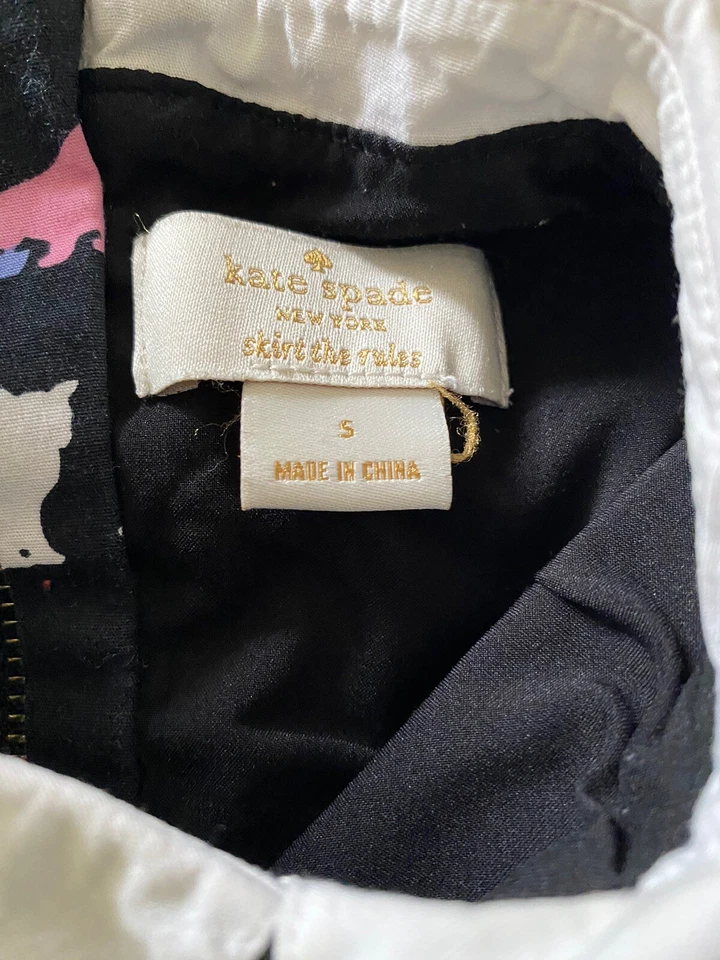 kate spade
NEW YORK
skirt the rules
S
MADE IN CHINA